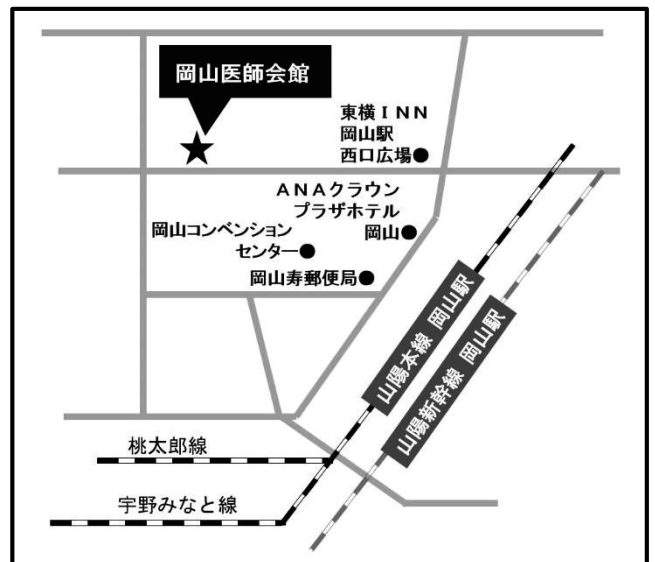 岡山医師会館
東横ＩＮＮ
岡山駅
西口広場
ＡＮＡクラウン
プラザホテル
岡山
岡山コンベンション
センター
岡山寿郵便局
山陽本線 岡山駅
山陽新幹線 岡山駅
桃太郎線
宇野みなと線